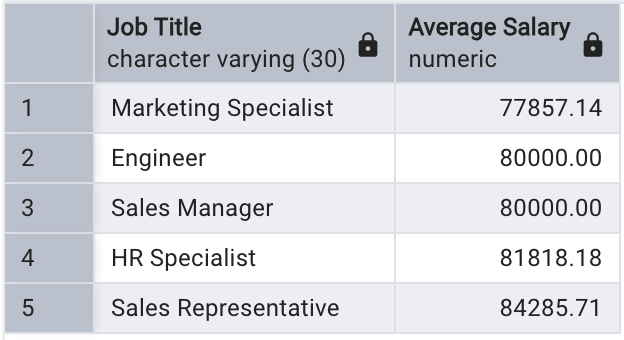 Job Title Average Salary
character varying (30) numeric
1 Marketing Specialist 77857.14
2 Engineer 80000.00
3 Sales Manager 80000.00
4 HR Specialist 81818.18
5 Sales Representative 84285.71